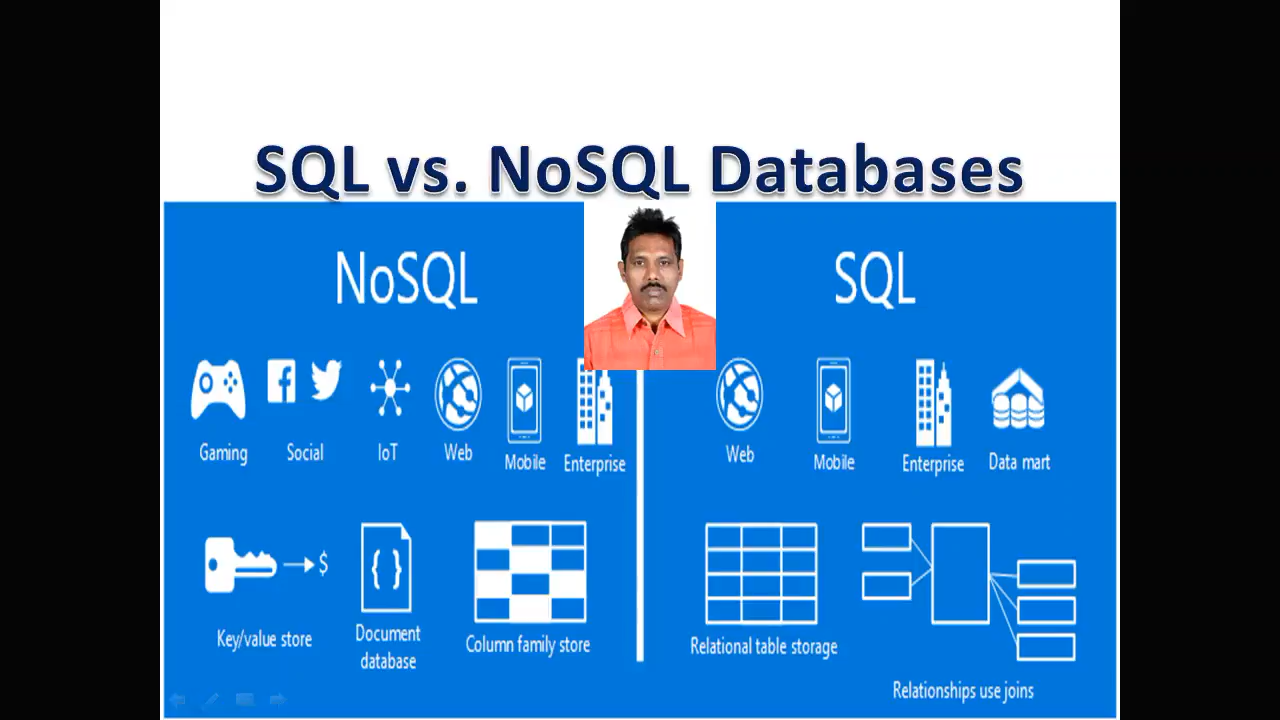 SQL vs. NoSQL Databases
NoSQL
Gaming
Social
IoT
Web
Mobile
Enterprise
Key/value store
$
Document
database
{}
Column family store
SQL
Web
Mobile
Enterprise
Data mart
Relational table storage
Relationships use joins